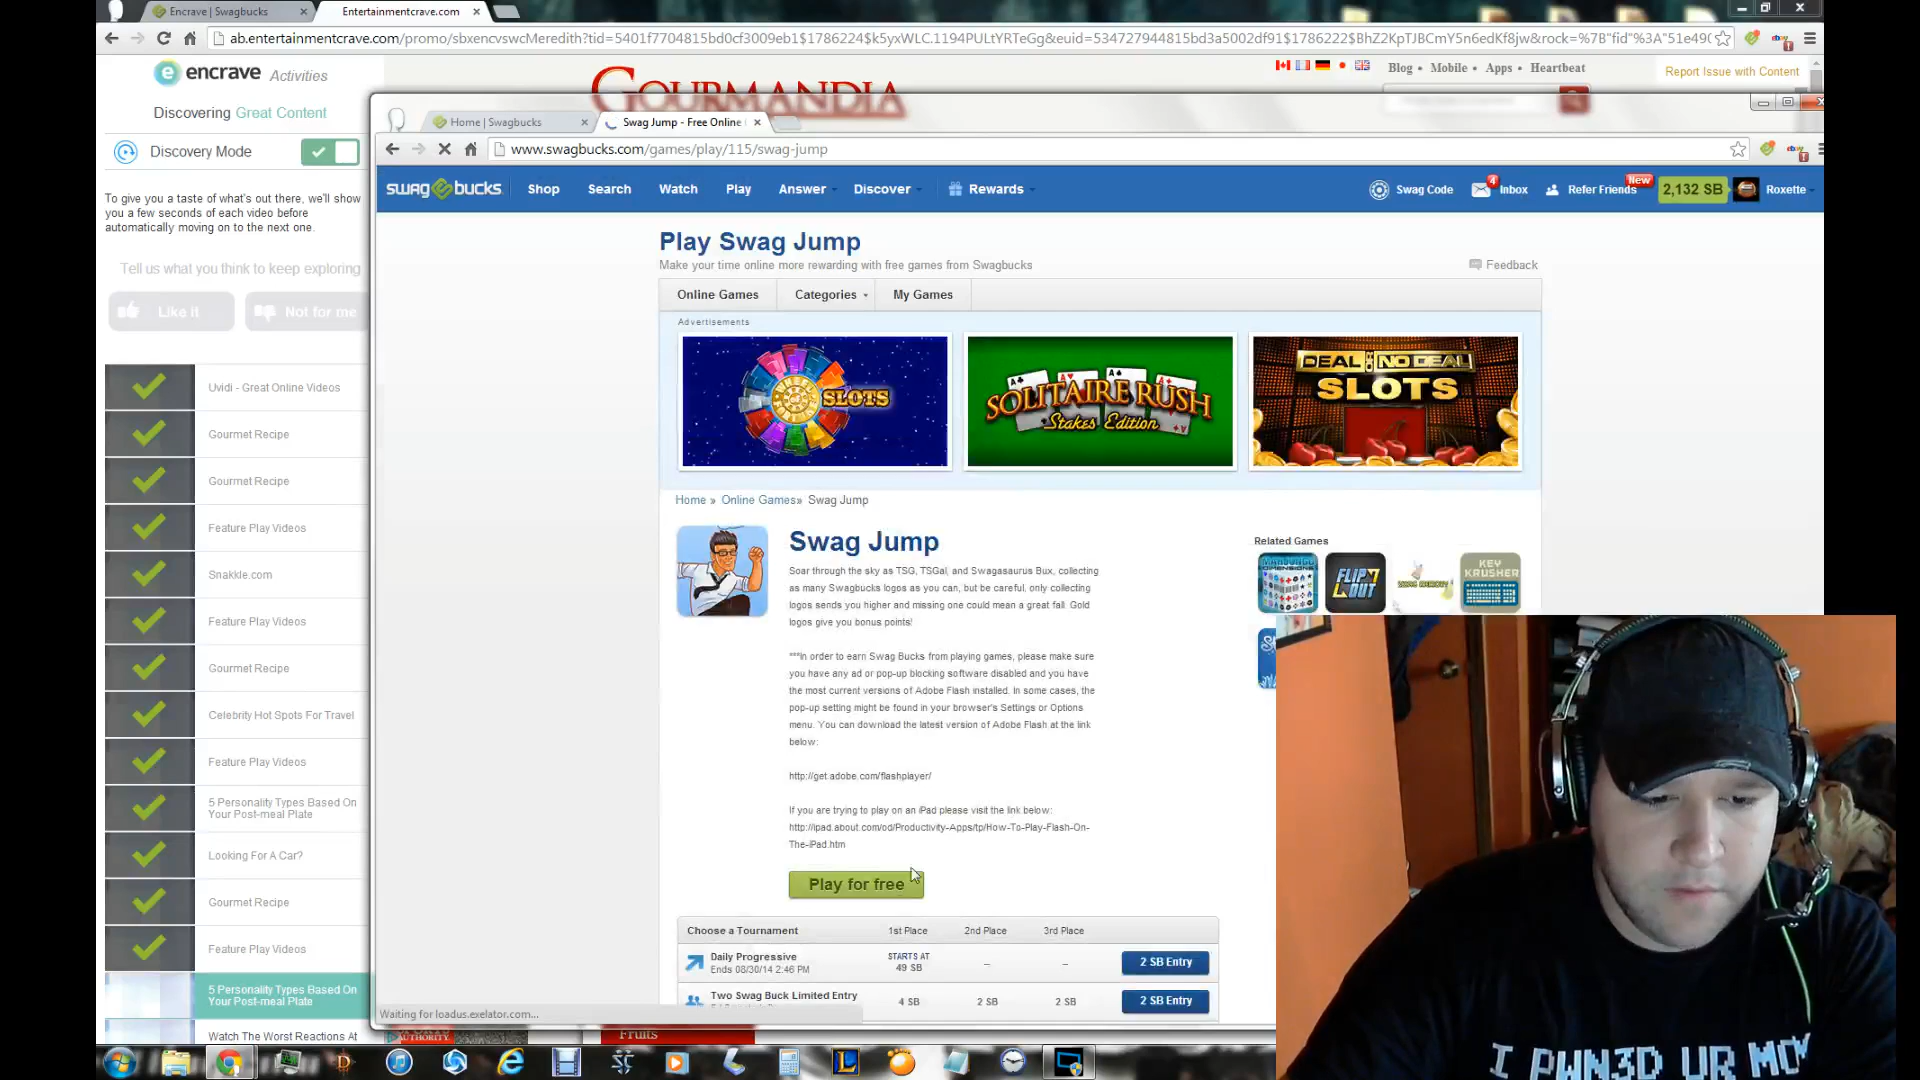 Encrave | Swagbucks
Entertainmentcrave.com
ab.entertainmentcrave.com/promo/sbxencvswcMeredith?tid=5401f7704815bd0cf3009eb1$1786224$k5yxWLC.1194PULtYRTeGg&euid=534727944815bd3a5002df91$1786222$BhZ2KpTJBCmY5n6edKf8jw&rock=%7B"fid"%3A"51e490
encrave Activities
Discovering Great Content
Discovery Mode
To give you a taste of what's out there, we'll show
you a few seconds of each video before
automatically moving on to the next one.
Tell us what you think to keep exploring
Like it
Not for me
Uvidi - Great Online Videos
Gourmet Recipe
Gourmet Recipe
Feature Play Videos
Snakkle.com
Feature Play Videos
Gourmet Recipe
Celebrity Hot Spots For Travel
Feature Play Videos
5 Personality Types Based On
Your Post-meal Plate
Looking For A Car?
Gourmet Recipe
Feature Play Videos
5 Personality Types Based On
Your Post-meal Plate
Watch The Worst Reactions At
GOURMANDIA
Blog • Mobile • Apps • Heartbeat
Report Issue with Content
Home | Swagbucks
Swag Jump - Free Online
www.swagbucks.com/games/play/115/swag-jump
swagbucks
Shop
Search
Watch
Play
Answer
Discover
Rewards
Swag Code
4
Inbox
Refer Friends
New
2,132 SB
Roxette
Play Swag Jump
Make your time online more rewarding with free games from Swagbucks
Feedback
Online Games
Categories
My Games
Advertisements
SLOTS
SOLITAIRE RUSH
Stakes Edition
DEAL OR NO DEAL
SLOTS
Home » Online Games» Swag Jump
Swag Jump
Soar through the sky as TSG, TSGal, and Swagasaurus Bux, collecting
as many Swagbucks logos as you can, but be careful, only collecting
logos sends you higher and missing one could mean a great fall. Gold
logos give you bonus points!
***In order to earn Swag Bucks from playing games, please make sure
you have any ad or pop-up blocking software disabled and you have
the most current versions of Adobe Flash installed. In some cases, the
pop-up setting might be found in your browser's Settings or Options
menu. You can download the latest version of Adobe Flash at the link
below:
http://get.adobe.com/flashplayer/
If you are trying to play on an iPad please visit the link below:
http://ipad.about.com/od/Productivity-Apps/tp/How-To-Play-Flash-On-
The-iPad.htm
Play for free
Related Games
MAHJONGG
DIMENSIONS
FLIP
OUT
KEY
KRUSHER
Choose a Tournament
1st Place
2nd Place
3rd Place
Daily Progressive
Ends 08/30/14 2:46 PM
STARTS AT
49 SB
–
–
2 SB Entry
Two Swag Buck Limited Entry
4 SB
2 SB
2 SB
2 SB Entry
Waiting for loadus.exelator.com...
AUTHORITY.
Fruits
I PWN3D UR MO